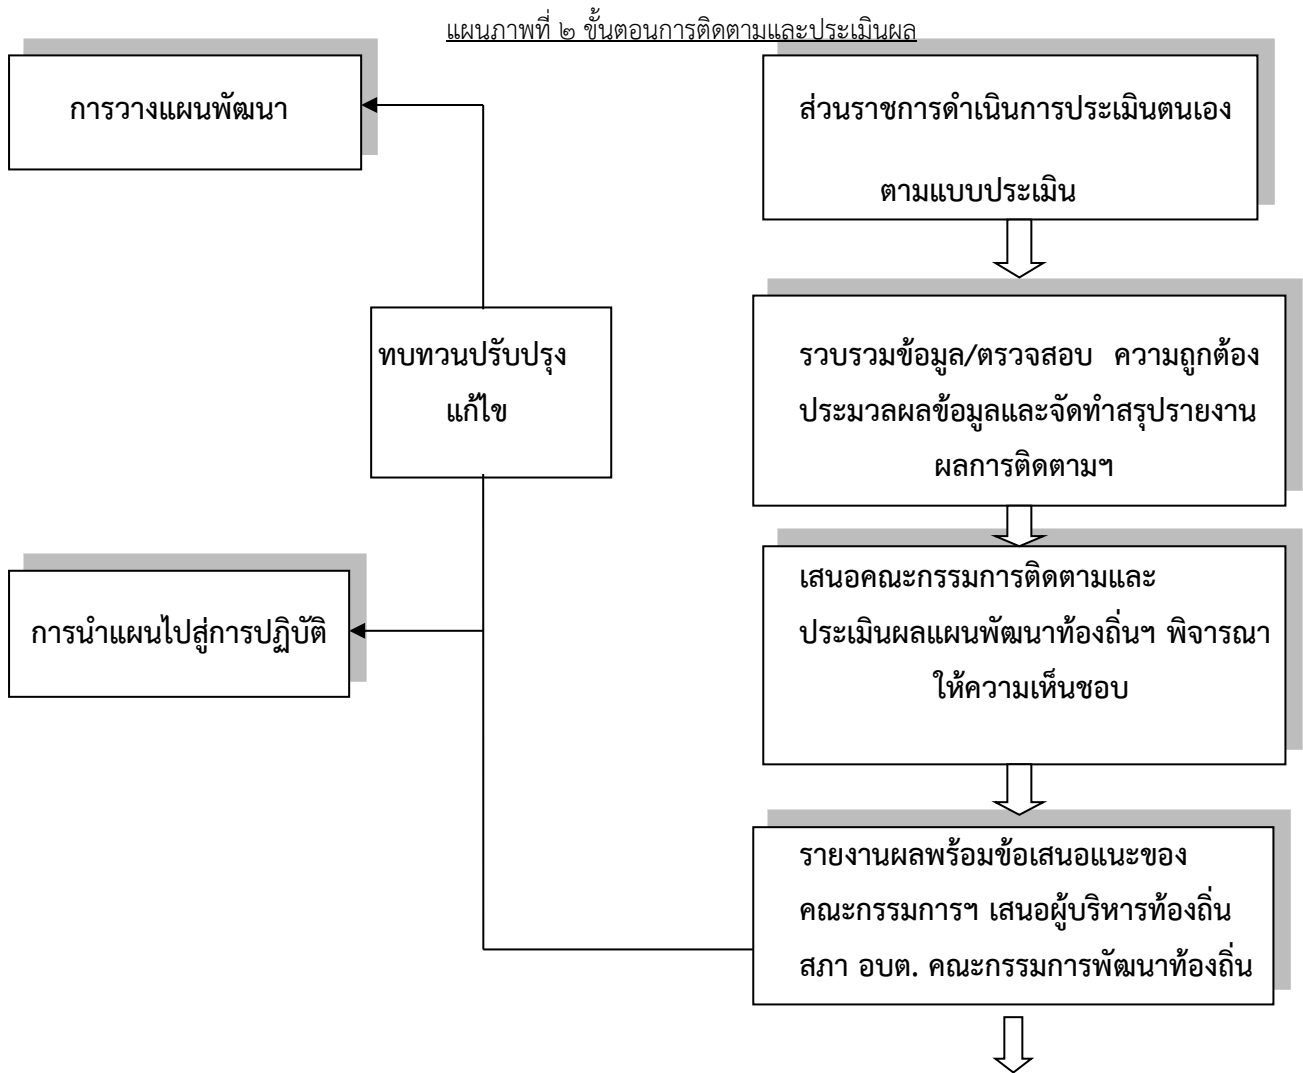 แผนภาพที่ ๒ ขั้นตอนการติดตามและประเมินผล
การวางแผนพัฒนา
ส่วนราชการดำเนินการประเมินตนเอง
ตามแบบประเมิน
ทบทวนปรับปรุง
แก้ไข
รวบรวมข้อมูล/ตรวจสอบ ความถูกต้อง
ประมวลผลข้อมูลและจัดทำสรุปรายงาน
ผลการติดตามฯ
การนำแผนไปสู่การปฏิบัติ
เสนอคณะกรรมการติดตามและ
ประเมินผลแผนพัฒนาท้องถิ่นฯ พิจารณา
ให้ความเห็นชอบ
รายงานผลพร้อมข้อเสนอแนะของ
คณะกรรมการฯ เสนอผู้บริหารท้องถิ่น
สภา อบต. คณะกรรมการพัฒนาท้องถิ่น